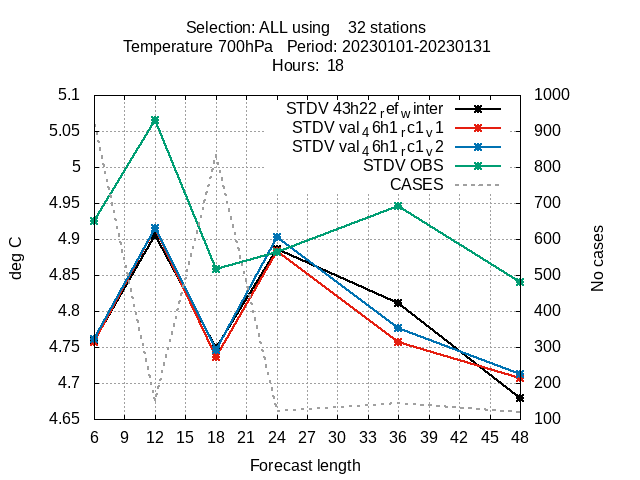 Selection: ALL using    32 stations
Temperature 700hPa   Period: 20230101-20230131
Hours:  18
5.1
5.05
5
4.95
4.9
4.85
4.8
4.75
4.7
4.65
deg C
STDV 43h22refwinter
STDV val46h1rc1v1
STDV val46h1rc1v2
STDV OBS
CASES
1000
900
800
700
600
500
400
300
200
100
No cases
6 9 12 15 18 21 24 27 30 33 36 39 42 45 48
Forecast length